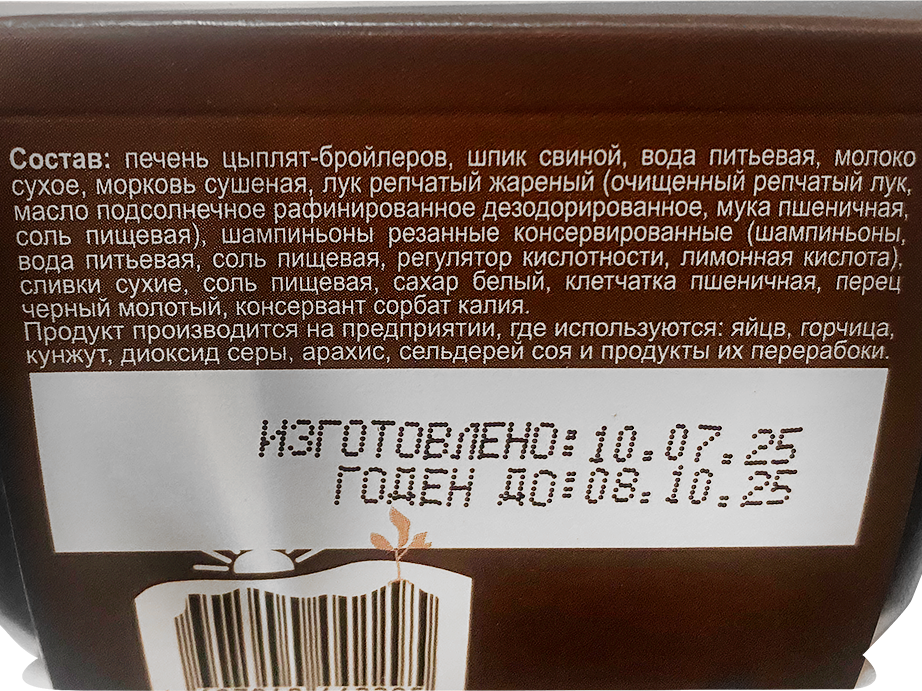 Состав: печень цыплят-бройлеров, шпик свиной, вода питьевая, молоко
сухое, морковь сушеная, лук репчатый жареный (очищенный репчатый лук,
масло подсолнечное рафинированное дезодорированное, мука пшеничная,
соль пищевая), шампиньоны резанные консервированные (шампиньоны,
вода питьевая, соль пищевая, регулятор кислотности, лимонная кислота),
сливки сухие, соль пищевая, сахар белый, клетчатка пшеничная, перец
черный молотый, консервант сорбат калия.
Продукт производится на предприятии, где используются: яйцв, горчица,
кунжут, диоксид серы, арахис, сельдерей соя и продукты их перерабоки.
ИЗГОТОВЛЕНО: 10.07.25
ГОДЕН ДО: 08.10.25